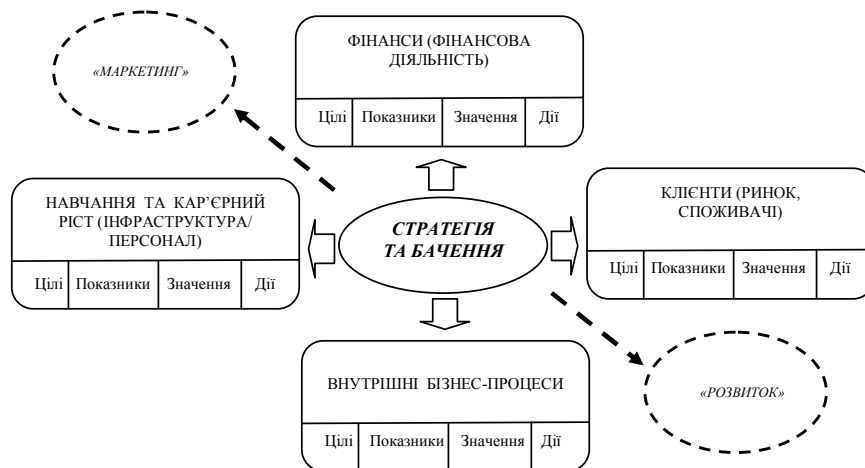 ФІНАНСИ (ФІНАНСОВА
ДІЯЛЬНІСТЬ)
Цілі Показники Значення Дії
«МАРКЕТИНГ»
НАВЧАННЯ ТА КАР’ЄРНИЙ
РІСТ (ІНФРАСТРУКТУРА/
ПЕРСОНАЛ)
Цілі Показники Значення Дії
СТРАТЕГІЯ
ТА БАЧЕННЯ
КЛІЄНТИ (РИНОК,
СПОЖИВАЧІ)
Цілі Показники Значення Дії
ВНУТРІШНІ БІЗНЕС-ПРОЦЕСИ
Цілі Показники Значення Дії
«РОЗВИТОК»